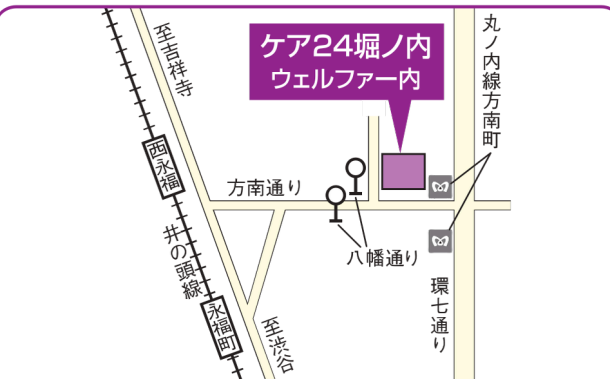 ケア24堀ノ内
ウェルファー内
至吉祥寺
丸ノ内線方南町
西永福
方南通り
八幡通り
井の頭線
環七通り
永福町
至渋谷